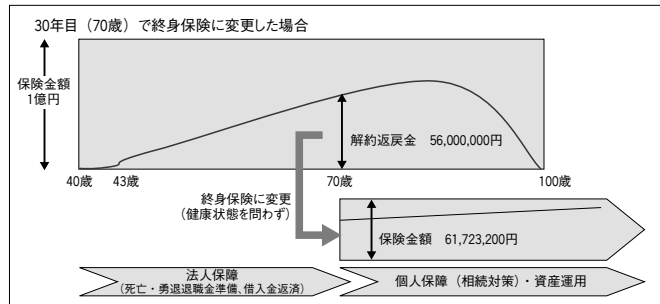 30年目（70歳）で終身保険に変更した場合
保険金額
1億円
解約返戻金 56,000,000円
40歳
43歳
70歳
100歳
終身保険に変更
（健康状態を問わず）
保険金額 61,723,200円
法人保障
（死亡・勇退退職金準備、借入金返済）
個人保障（相続対策）・資産運用